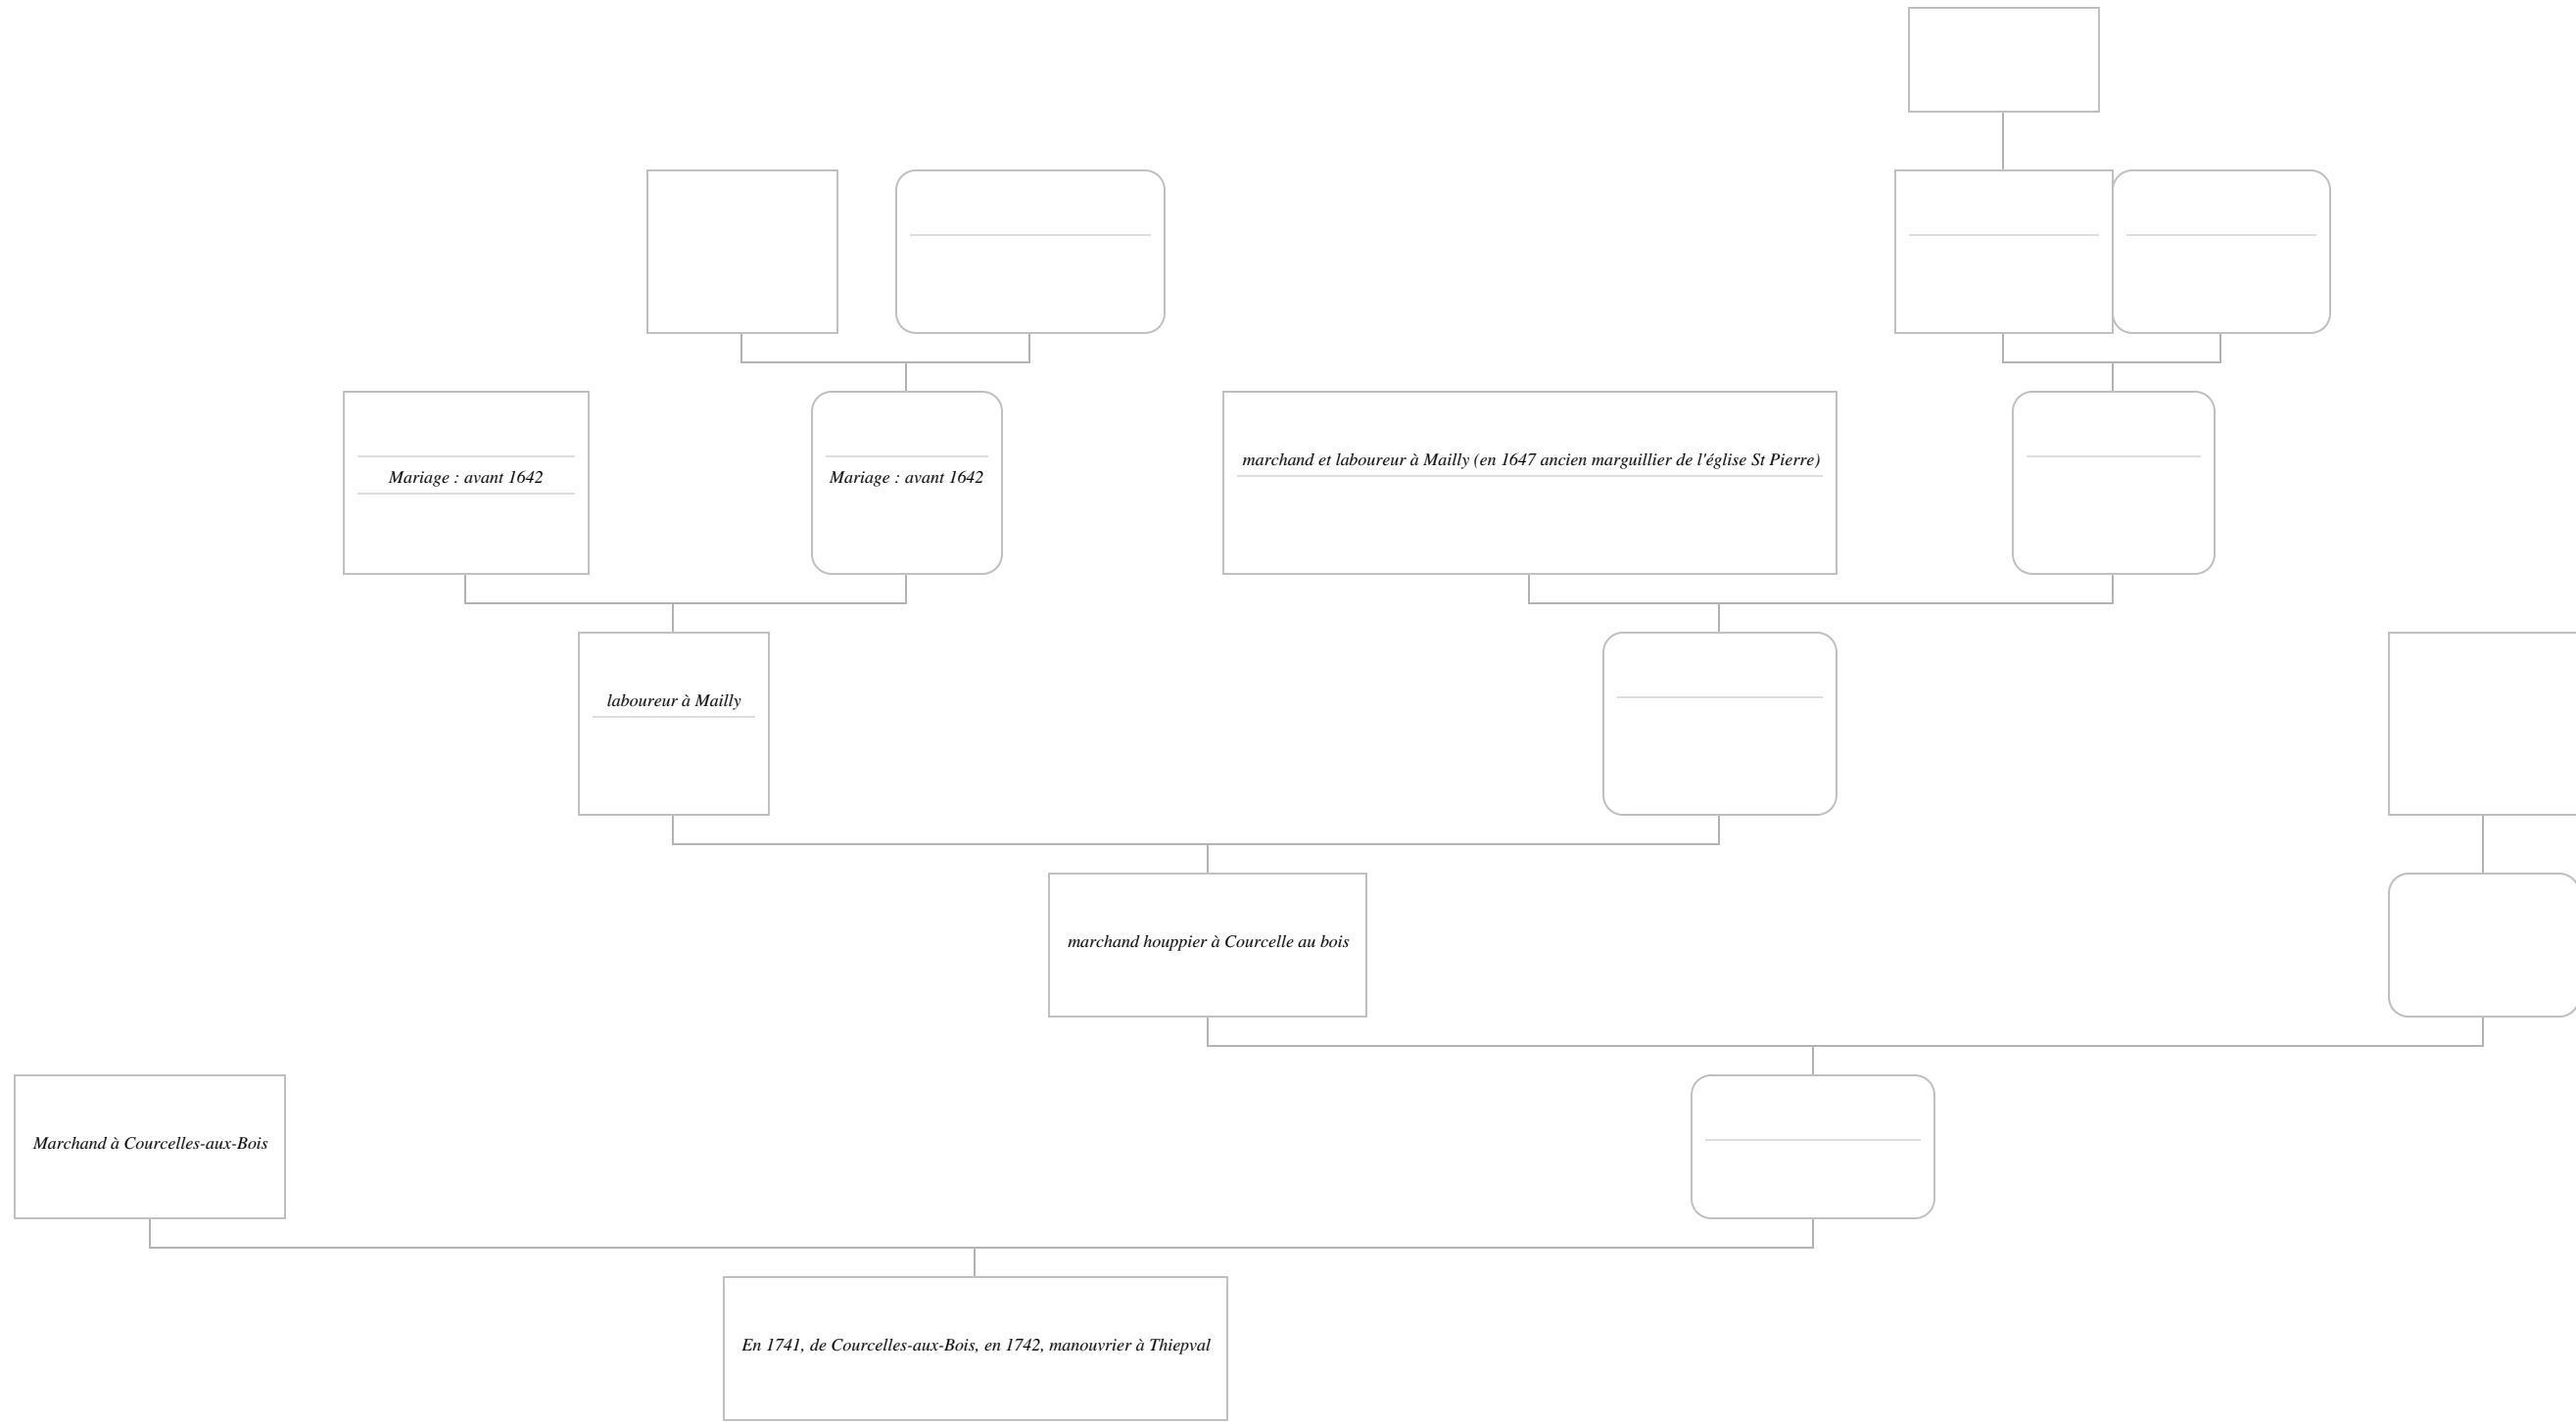 Mariage : avant 1642
Mariage : avant 1642
marchand et laboureur à Mailly (en 1647 ancien marguillier de l'église St Pierre)
laboureur à Mailly
marchand houppier à Courcelle au bois
Marchand à Courcelles-aux-Bois
En 1741, de Courcelles-aux-Bois, en 1742, manouvrier à Thiepval